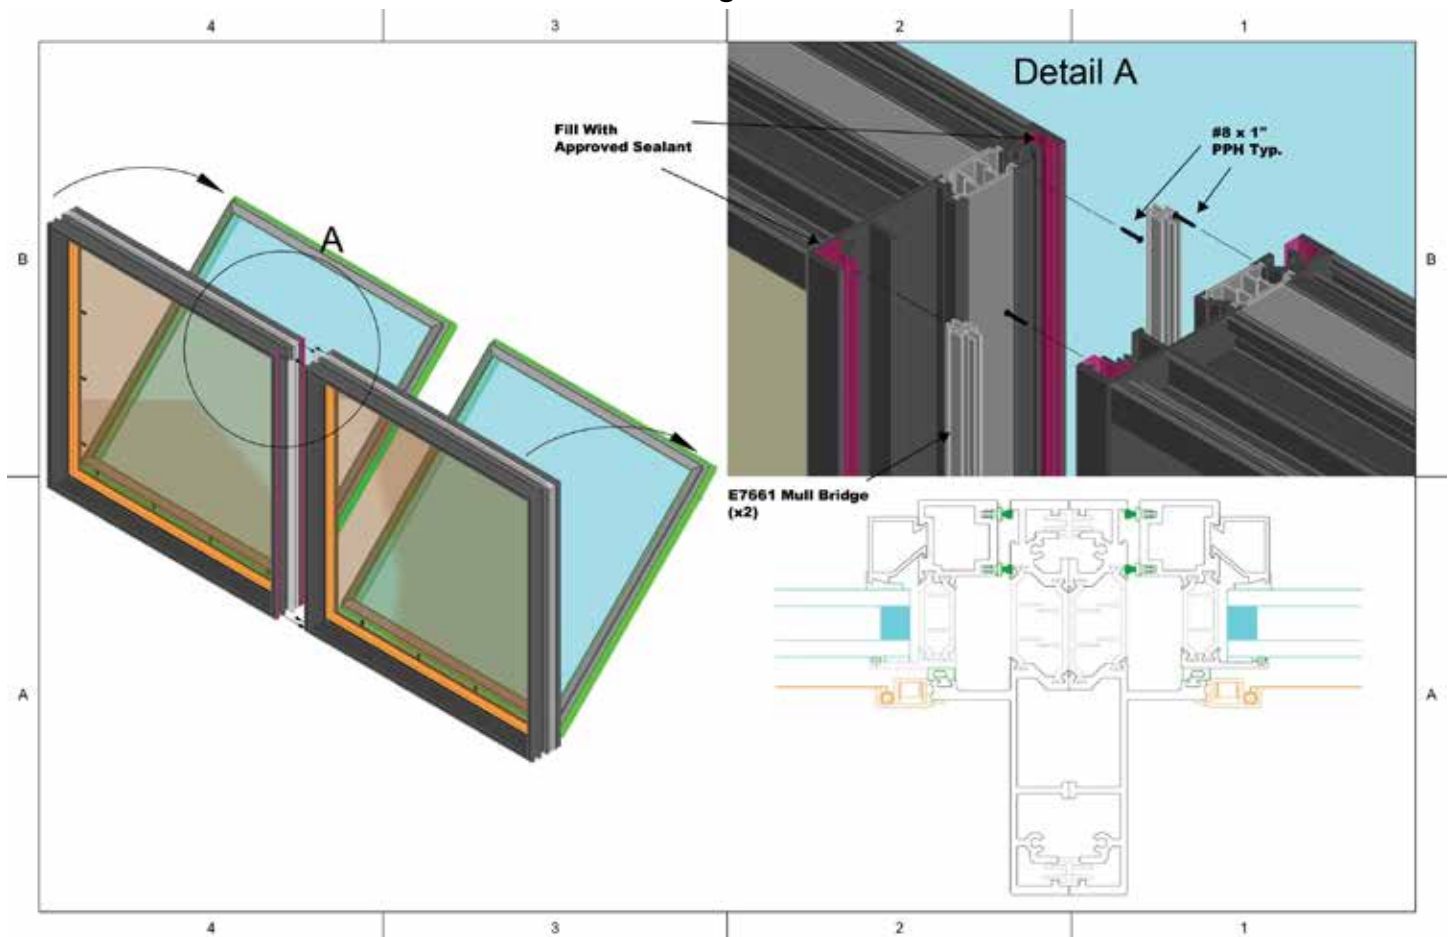 4
3
2
1
Detail A
Fill With
Approved Sealant
#8 x 1"
PPH Typ.
A
B
B
E7661 Mull Bridge
(x2)
A
A
4
3
2
1